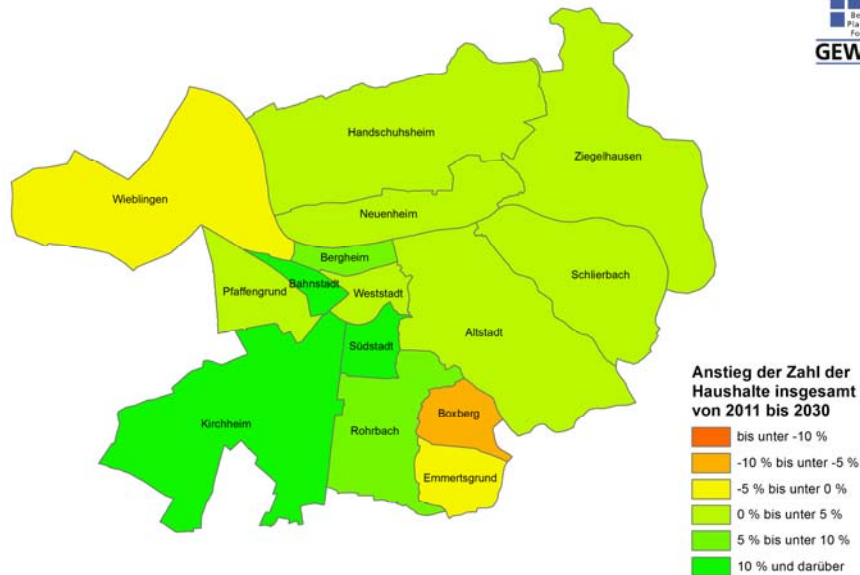 GEW
Handschuhsheim
Ziegelhausen
Wieblingen
Neuenheim
Bergheim
Schlierbach
Bahnstadt
Pfaffengrund
Weststadt
Altstadt
Südstadt
Kirchheim
Rohrbach
Boxberg
Emmertsgrund
Anstieg der Zahl der
Haushalte insgesamt
von 2011 bis 2030
bis unter -10 %
-10 % bis unter -5 %
-5 % bis unter 0 %
0 % bis unter 5 %
5 % bis unter 10 %
10 % und darüber